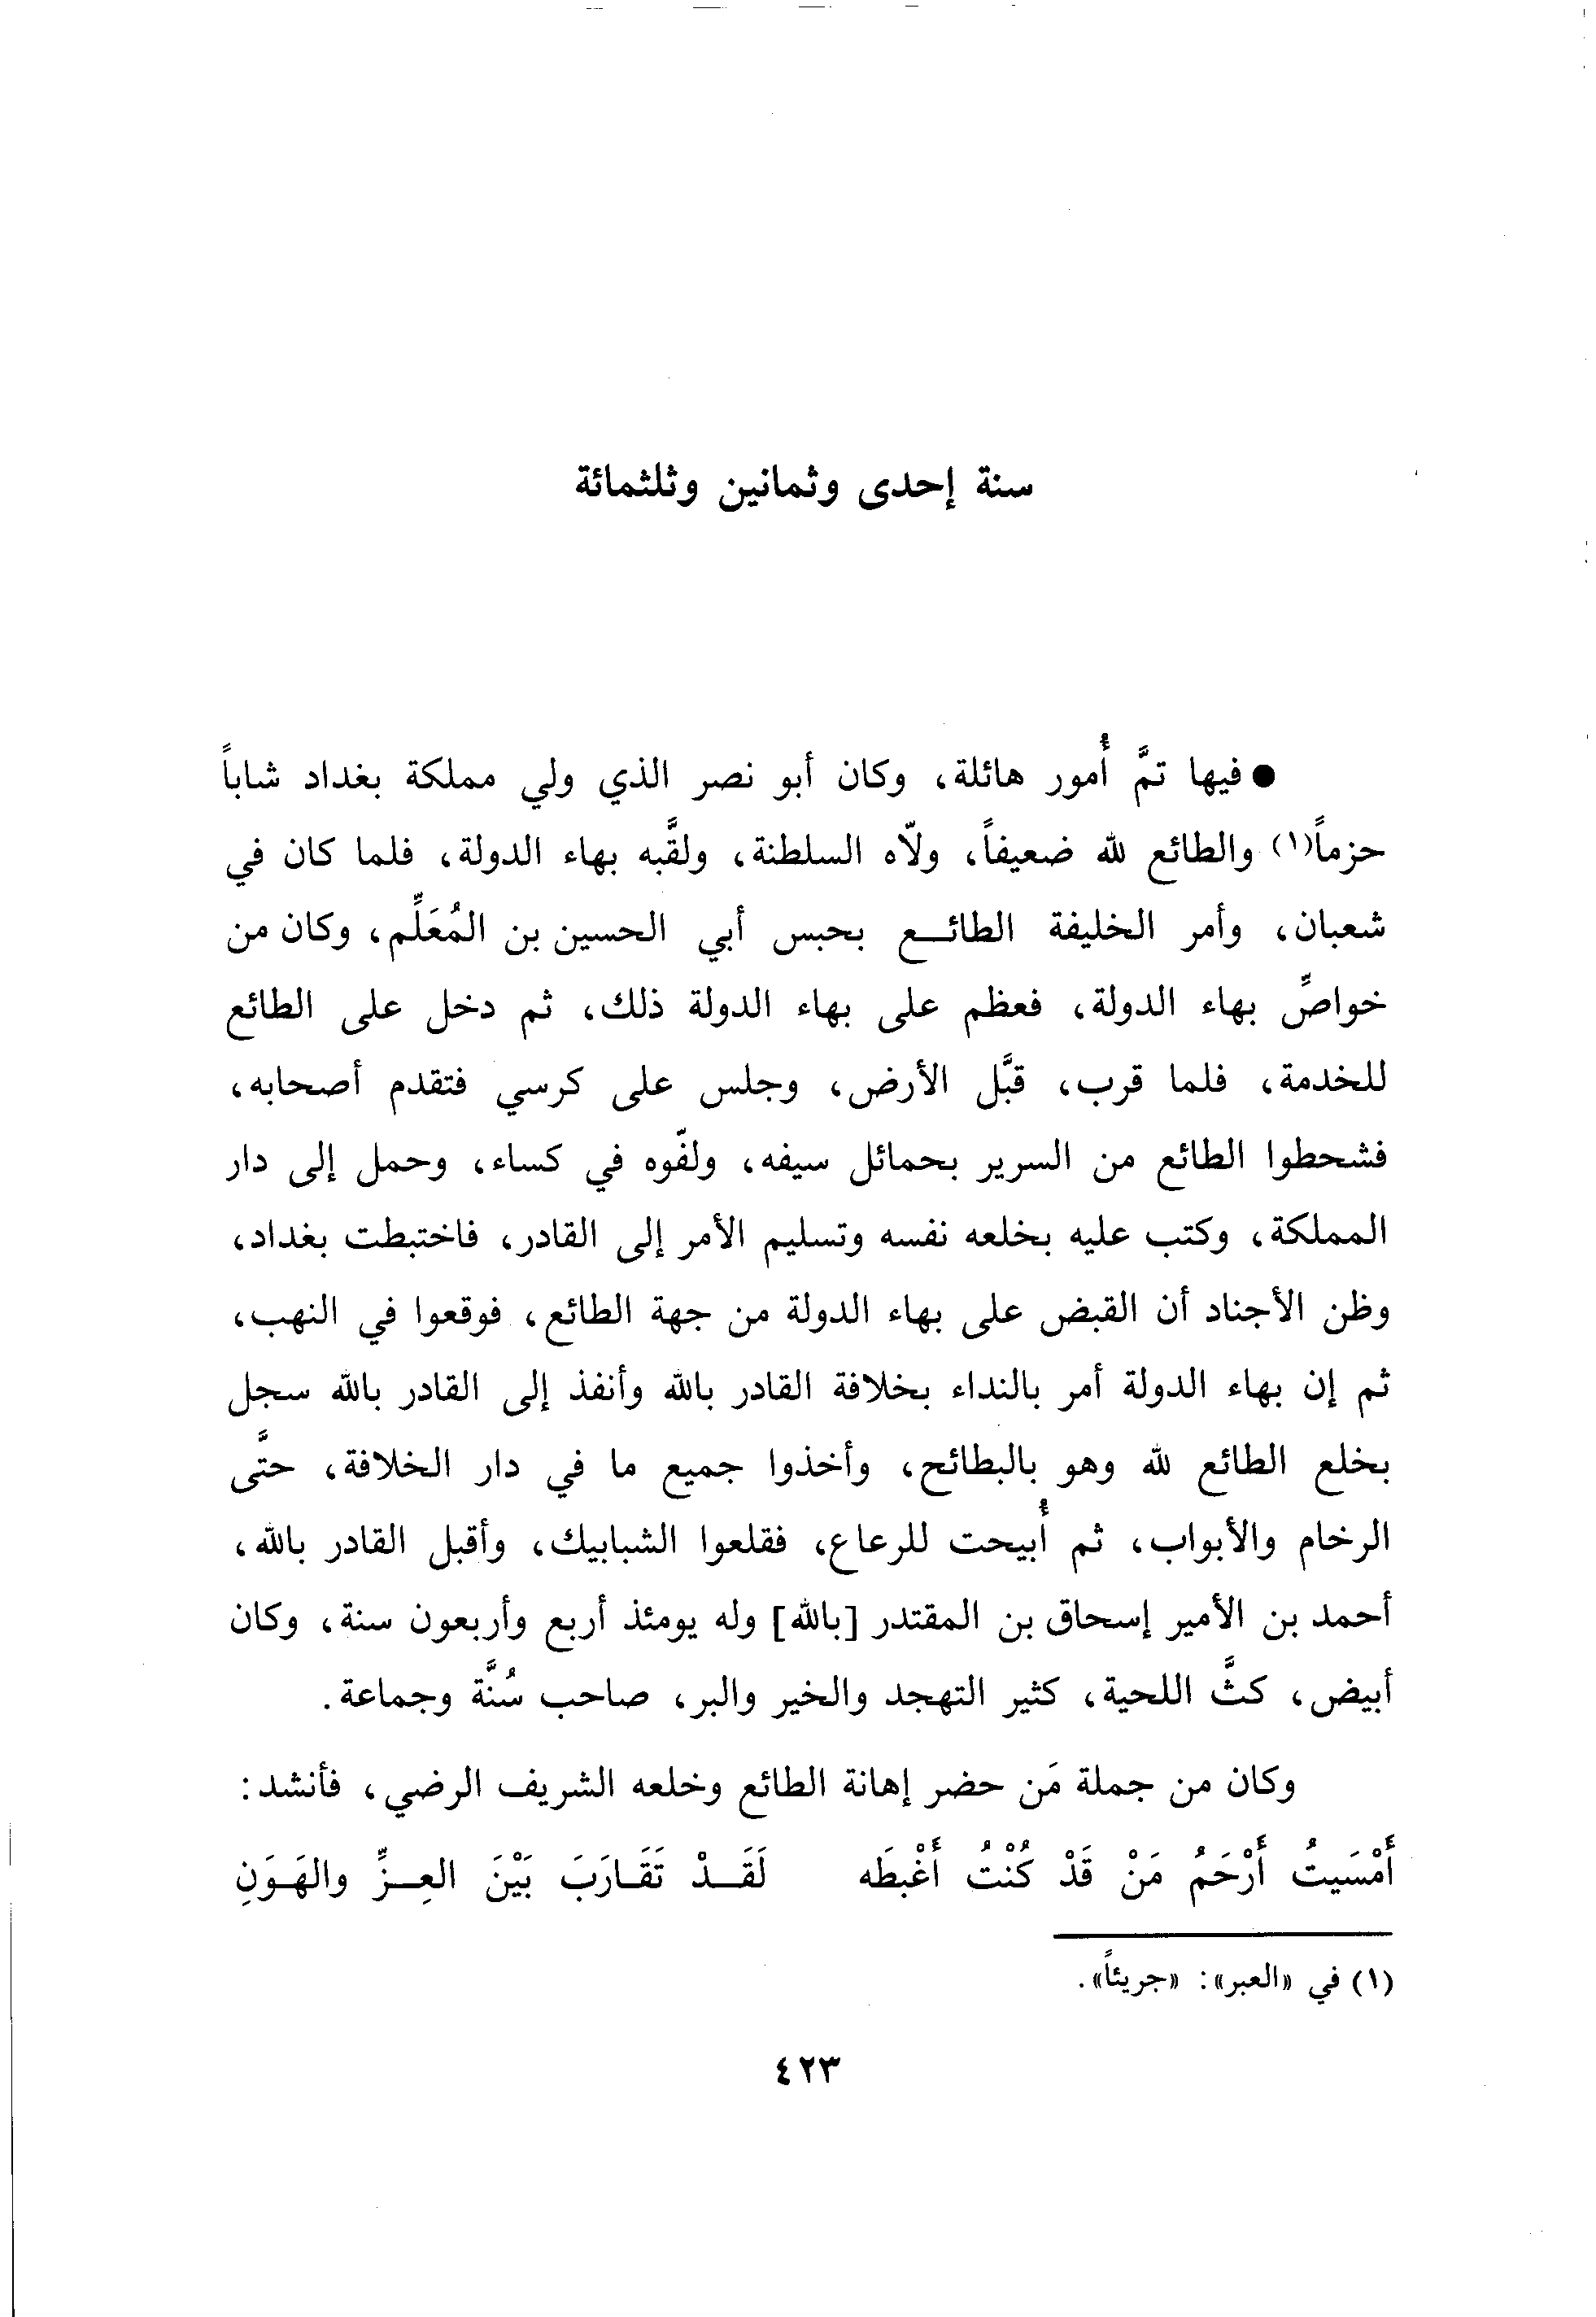 سنة إحدى وثمانين وثلثمائة
● فيها تمَّ أُمور هائلة، وكان أبو نصر الذي ولي مملكة بغداد شاباً
حزماً(١) والطائع لله ضعيفاً، ولاّه السلطنة، ولقَّبه بهاء الدولة، فلما كان في
شعبان، وأمر الخليفة الطائـع بحبس أبي الحسين بن المُعَلِّم، وكان من
خواصِّ بهاء الدولة، فعظم على بهاء الدولة ذلك، ثم دخل على الطائع
للخدمة، فلما قرب، قبَّل الأرض، وجلس على كرسي فتقدم أصحابه،
فشحطوا الطائع من السرير بحمائل سيفه، ولفّوه في كساء، وحمل إلى دار
المملكة، وكتب عليه بخلعه نفسه وتسليم الأمر إلى القادر، فاختبطت بغداد،
وظن الأجناد أن القبض على بهاء الدولة من جهة الطائع، فوقعوا في النهب،
ثم إن بهاء الدولة أمر بالنداء بخلافة القادر بالله وأنفذ إلى القادر بالله سجل
بخلع الطائع لله وهو بالبطائح، وأخذوا جميع ما في دار الخلافة، حتَّى
الرخام والأبواب، ثم أُبيحت للرعاع، فقلعوا الشبابيك، وأقبل القادر بالله،
أحمد بن الأمير إسحاق بن المقتدر [بالله] وله يومئذ أربع وأربعون سنة، وكان
أبيض، كثَّ اللحية، كثير التهجد والخير والبر، صاحب سُنَّة وجماعة.
وكان من جملة مَن حضر إهانة الطائع وخلعه الشريف الرضي، فأنشد:
أَمْسَيتُ أَرْحَمُ مَنْ قَدْ كُنْتُ أَغْبِطَه لَقَـدْ تَقَـارَبَ بَيْنَ العِـزِّ والهَـوَنِ
(١) في «العبر»: «جريئاً».
٤٢٣